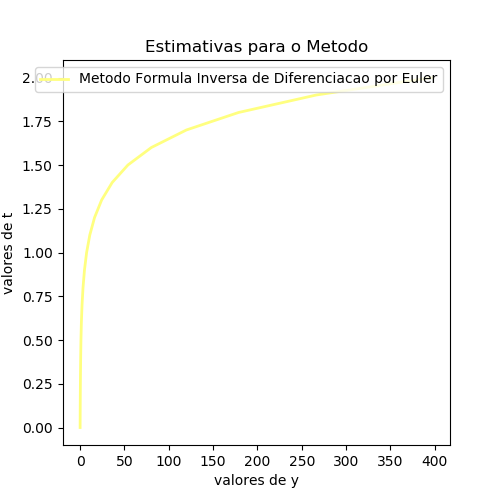 Estimativas para o Metodo
Metodo Formula Inversa de Diferenciacao por Euler
2.00
1.75
1.50
1.25
1.00
0.75
0.50
0.25
0.00
valores de t
0 50 100 150 200 250 300 350 400
valores de y